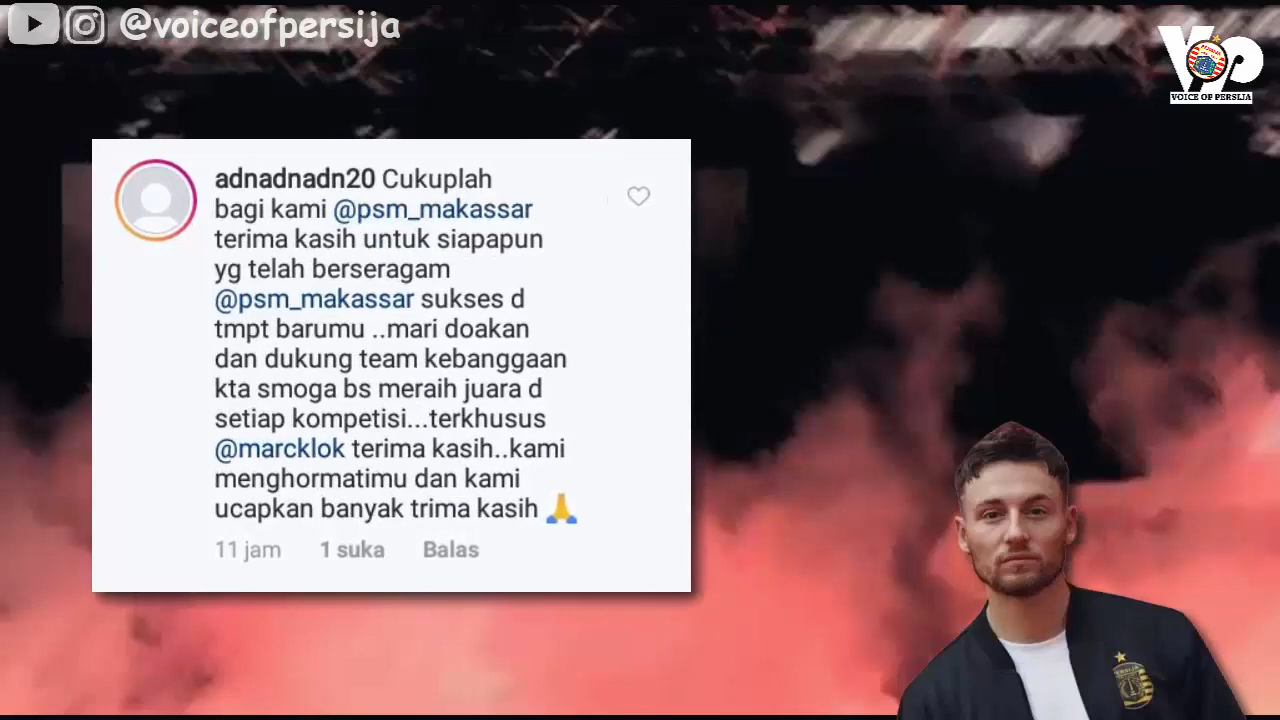 @voiceofpersija
VOP
VOICE OF PERSIJA
adnadnadn20 Cukuplah
bagi kami @psm_makassar
terima kasih untuk siapapun
yg telah berseragam
@psm_makassar sukses d
tmpt barumu ..mari doakan
dan dukung team kebanggaan
kta smoga bs meraih juara d
setiap kompetisi...terkhusus
@marcklok terima kasih..kami
menghormatimu dan kami
ucapkan banyak trima kasih 🙏
11 jam 1 suka Balas
PERSIJA